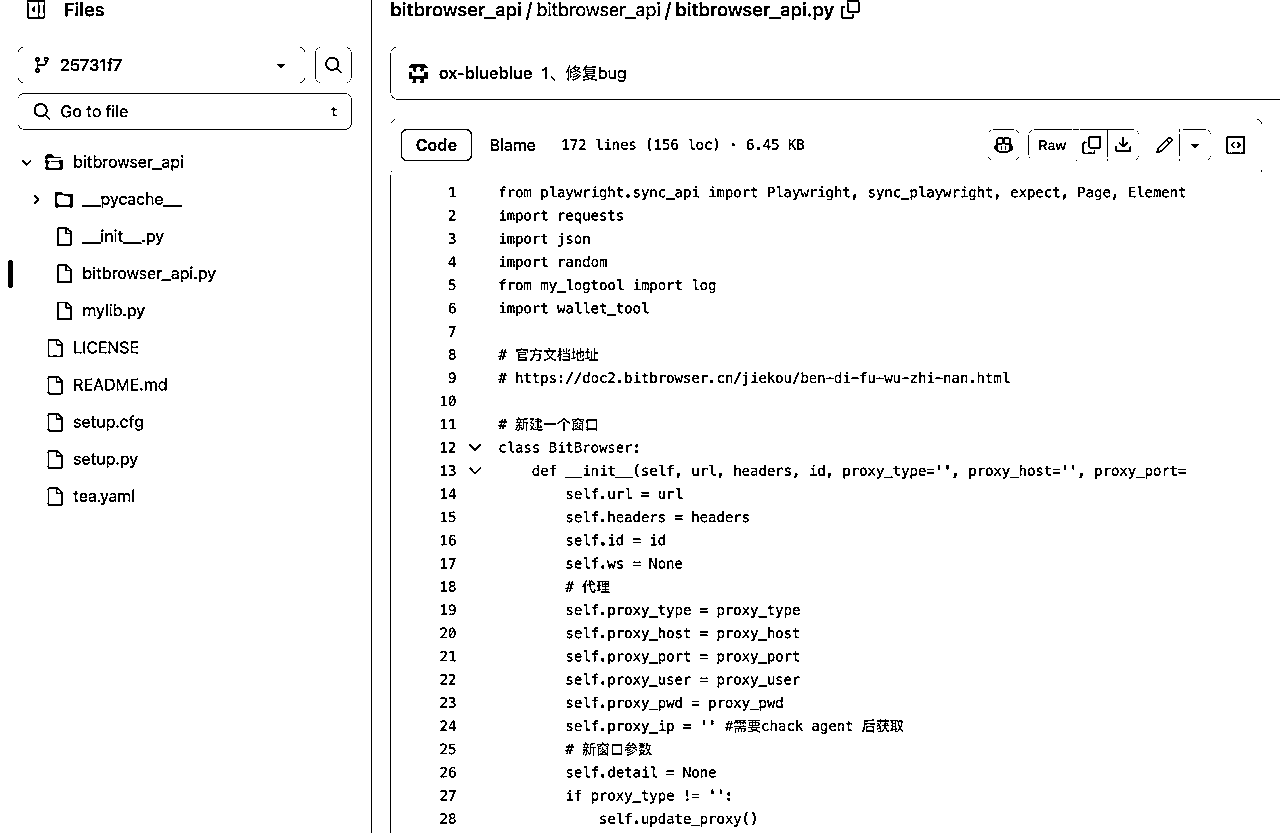 Files
25731f7
Go to file
t
bitbrowser_api
__pycache__
__init__.py
bitbrowser_api.py
mylib.py
LICENSE
README.md
setup.cfg
setup.py
tea.yaml
bitbrowser_api / bitbrowser_api / bitbrowser_api.py
ox-blueblue 1、修复bug
Code Blame 172 lines (156 loc) · 6.45 KB Raw
1 from playwright.sync_api import Playwright, sync_playwright, expect, Page, Element
2 import requests
3 import json
4 import random
5 from my_logtool import log
6 import wallet_tool
7
8 # 官方文档地址
9 # https://doc2.bitbrowser.cn/jiekou/ben-di-fu-wu-zhi-nan.html
10
11 # 新建一个窗口
12 class BitBrowser:
13 def __init__(self, url, headers, id, proxy_type='', proxy_host='', proxy_port=
14 self.url = url
15 self.headers = headers
16 self.id = id
17 self.ws = None
18 # 代理
19 self.proxy_type = proxy_type
20 self.proxy_host = proxy_host
21 self.proxy_port = proxy_port
22 self.proxy_user = proxy_user
23 self.proxy_pwd = proxy_pwd
24 self.proxy_ip = '' #需要chack agent 后获取
25 # 新窗口参数
26 self.detail = None
27 if proxy_type != '':
28 self.update_proxy()